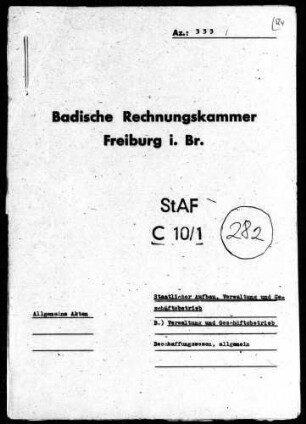 Az.: 333
Badische Rechnungskammer
Freiburg i. Br.
StAF
C 10/1
282
Staatlicher Aufbau, Verwaltung und Ge-
schäftsbetrieb
Allgemeine Akten
B.) Verwaltung und Geschäftsbetrieb
Beschaffungswesen, allgemein